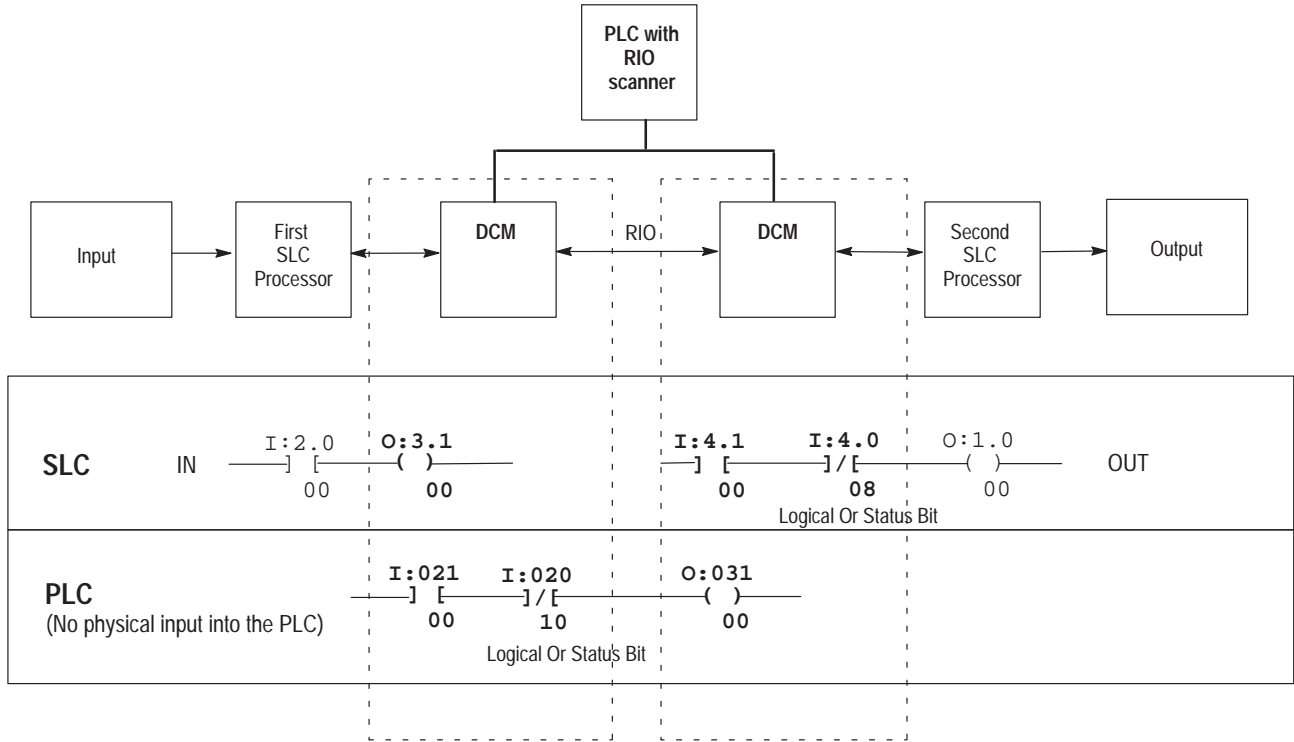 PLC with
RIO
scanner
Input
First
SLC
Processor
DCM
RIO
DCM
Second
SLC
Processor
Output
SLC
IN
I:2.0
] [
00
O:3.1
( )
00
I:4.1
] [
00
I:4.0
]/[
08
Logical Or Status Bit
O:1.0
( )
00
OUT
PLC
(No physical input into the PLC)
I:021
] [
00
I:020
]/[
10
Logical Or Status Bit
O:031
( )
00